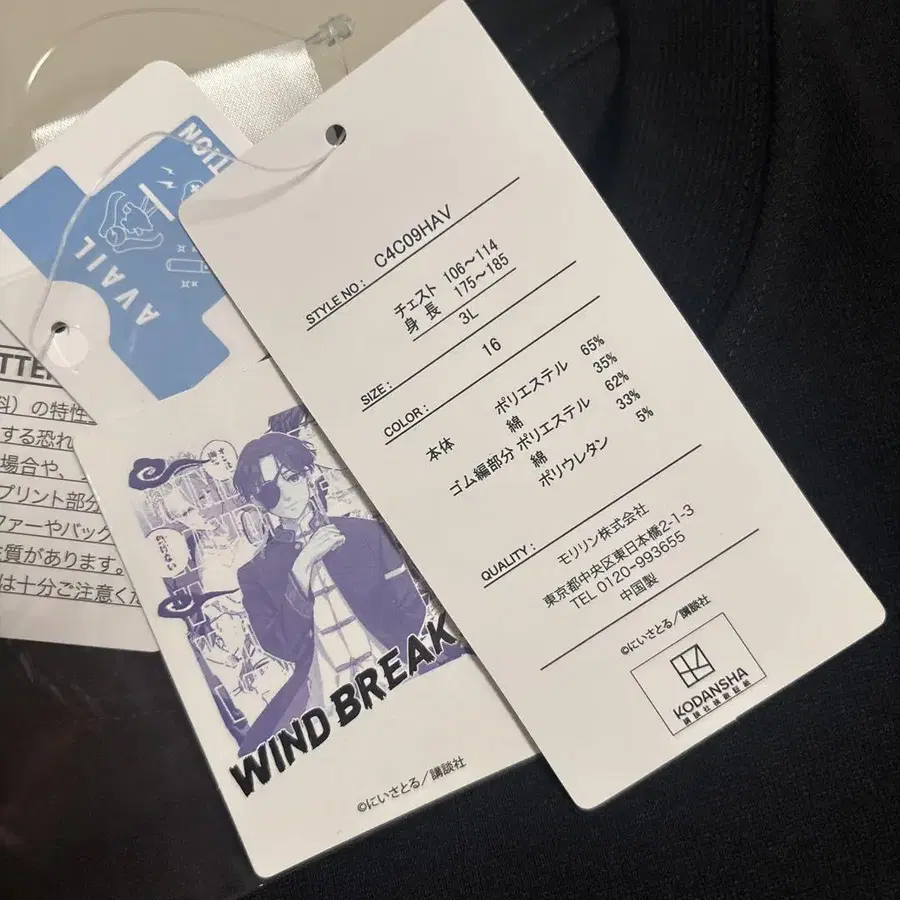 STYLE NO: C4C09HAV
チェスト 106～114
身長 175～185
3L
SIZE:
16
COLOR:
本体 ポリエステル 65%
綿 35%
ゴム編部分 ポリエステル 62%
綿 33%
ポリウレタン 5%
QUALITY:
モリリン株式会社
東京都中央区東日本橋2-1-3
TEL 0120-993655
中国製
©にいさとる／講談社
KODANSHA
AVAIL
TION
WIND BREAK
©にいさとる／講談社
TTE
料）の特性
する恐れ
場合や、
プリント部分
ファーやバッグ
質があります。
は十分ご注意くだ